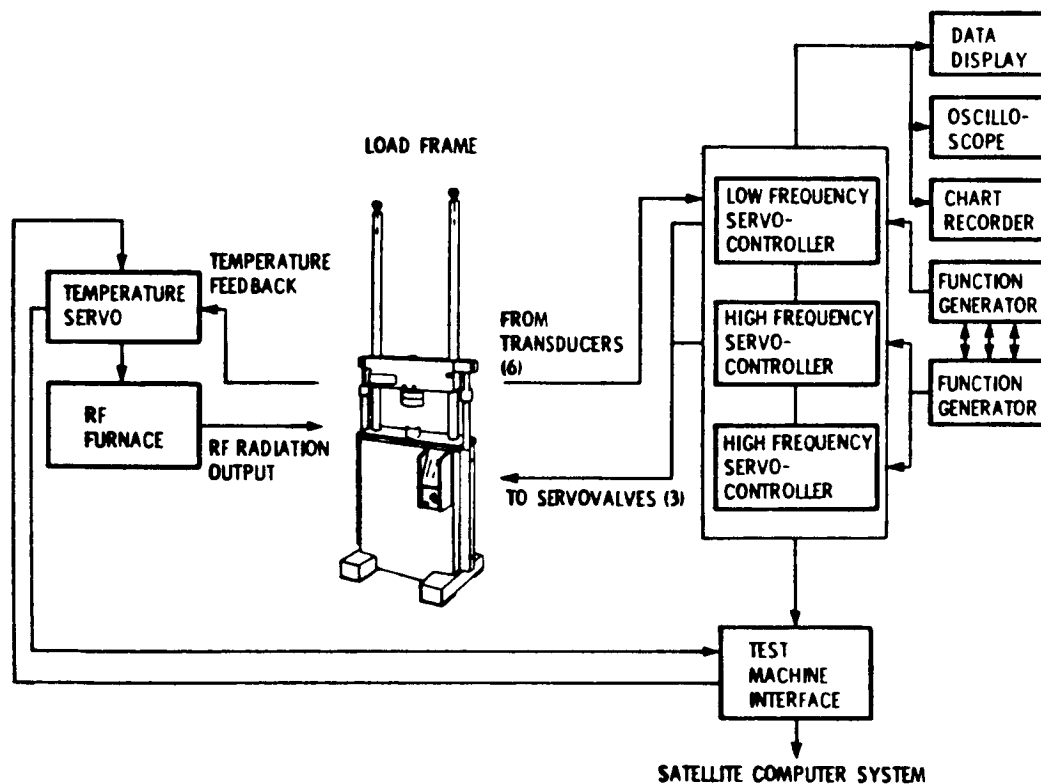 DATA
DISPLAY
OSCILLO-
SCOPE
CHART
RECORDER
LOAD FRAME
LOW FREQUENCY
SERVO-
CONTROLLER
TEMPERATURE
FEEDBACK
TEMPERATURE
SERVO
FROM
TRANSDUCERS
(6)
HIGH FREQUENCY
SERVO-
CONTROLLER
FUNCTION
GENERATOR
FUNCTION
GENERATOR
RF
FURNACE
RF RADIATION
OUTPUT
HIGH FREQUENCY
SERVO-
CONTROLLER
TO SERVOVALVES (3)
TEST
MACHINE
INTERFACE
SATELLITE COMPUTER SYSTEM